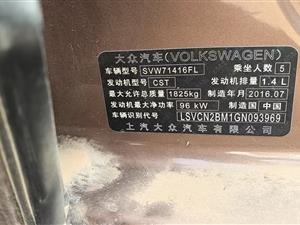 大众汽车(VOLKSWAGEN)
车辆型号 SVW71416FL 乘坐人数 5
发动机型号 CST 发动机排量 1.4 L
最大允许总质量 1825kg 制造年月 2016.07
发动机最大净功率 96 kW 制造国 中国
车辆识别代号 LSVCN2BM1GN093969
上汽大众汽车有限公司